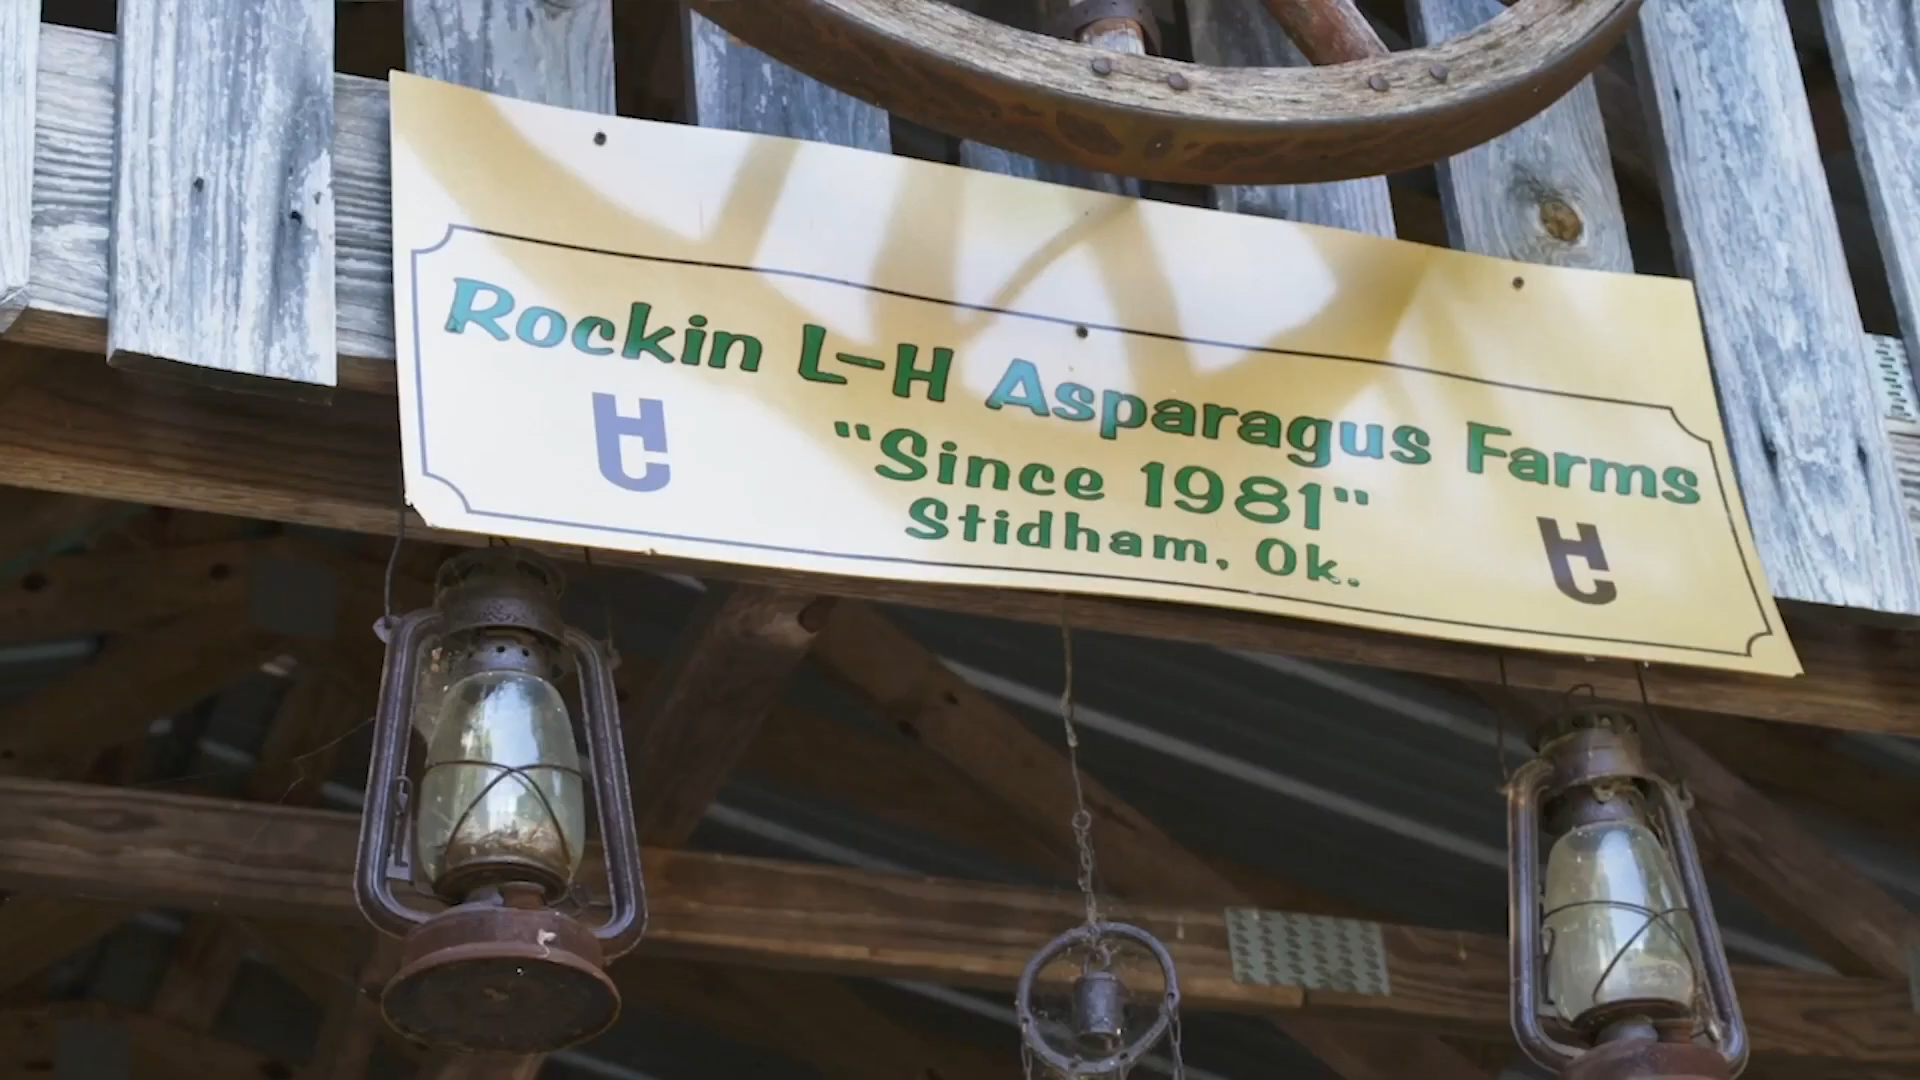 Rockin L-H Asparagus Farms
"Since 1981"
Stidham, Ok.